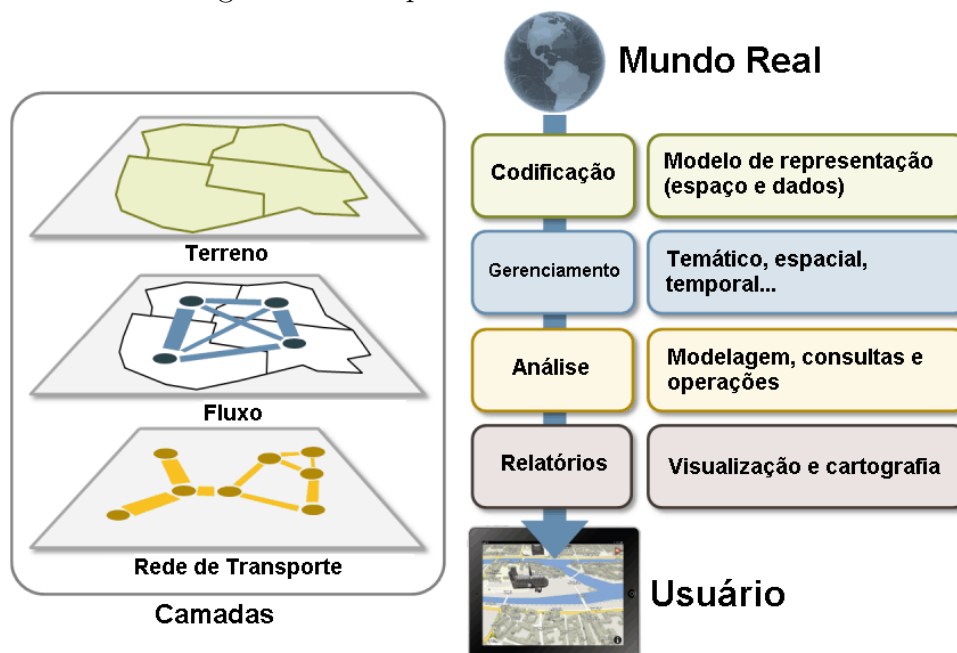 Mundo Real
Terreno
Fluxo
Rede de Transporte
Camadas
Codificação
Modelo de representação
(espaço e dados)
Gerenciamento
Temático, espacial,
temporal...
Análise
Modelagem, consultas e
operações
Relatórios
Visualização e cartografia
Usuário